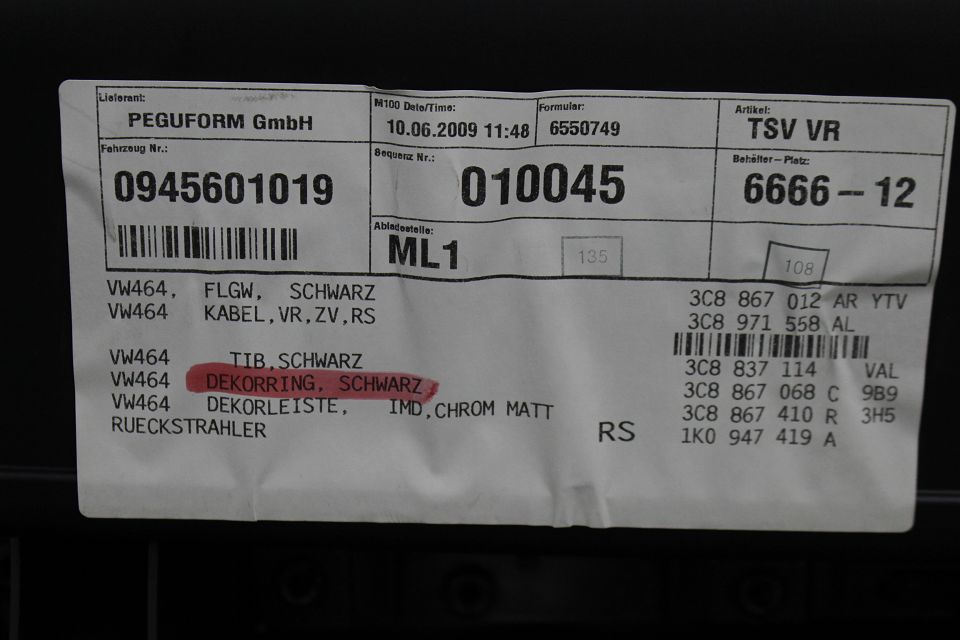 Lieferant: M100 Date/Time: Formular: Artikel:
PEGUFORM GmbH 10.06.2009 11:48 6550749 TSV VR
Fahrzeug Nr.: Sequenz Nr.: Behälter-Platz:
0945601019 010045 6666-12
Abladestelle:
ML1 135 108
VW464, FLGW, SCHWARZ 3C8 867 012 AR YTV
VW464 KABEL,VR,ZV,RS 3C8 971 558 AL
VW464 TIB,SCHWARZ 3C8 837 114 VAL
VW464 DEKORRING, SCHWARZ 3C8 867 068 C 9B9
VW464 DEKORLEISTE, IMD,CHROM MATT 3C8 867 410 R 3H5
RUECKSTRAHLER RS 1K0 947 419 A